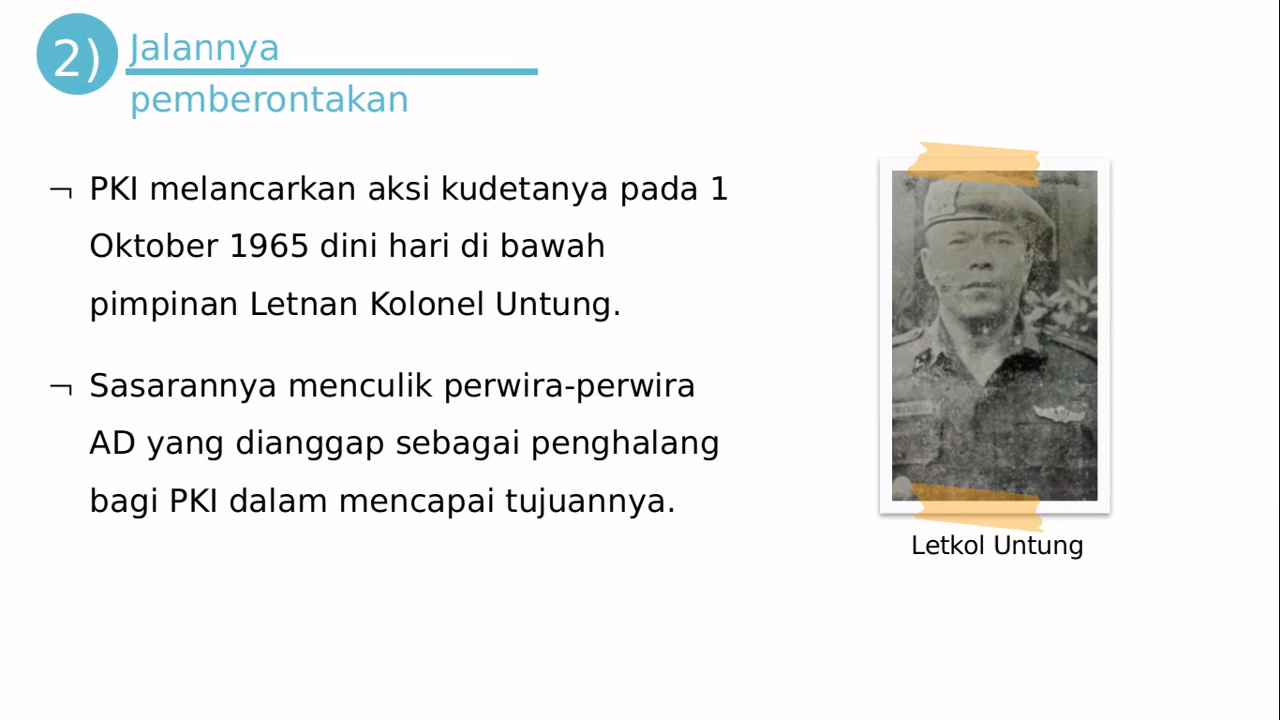 2)
Jalannya
pemberontakan
¬ PKI melancarkan aksi kudetanya pada 1
Oktober 1965 dini hari di bawah
pimpinan Letnan Kolonel Untung.
¬ Sasarannya menculik perwira-perwira
AD yang dianggap sebagai penghalang
bagi PKI dalam mencapai tujuannya.
Letkol Untung